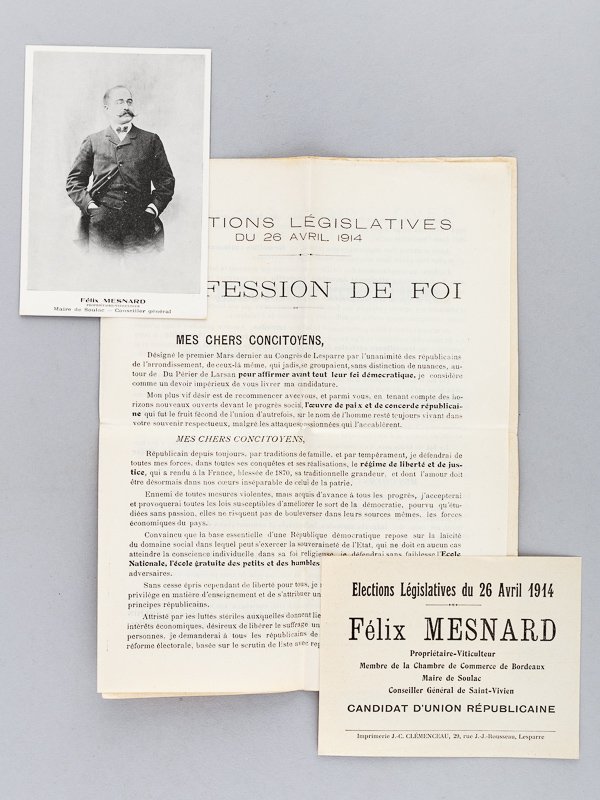 Félix MESNARD
Maire de Soulac — Conseiller général
TIONS LÉGISLATIVES
DU 26 AVRIL 1914
FESSION DE FOI
MES CHERS CONCITOYENS,
Désigné le premier Mars dernier au Congrès de Lesparre par l'unanimité des républicains
de l'arrondissement, de ceux-là même, qui jadis, se groupaient, sans distinction de nuances, au-
tour de Du Périer de Larsan pour affirmer avant tout leur foi démocratique, je considère
comme un devoir impérieux de vous livrer ma candidature.
Mon plus vif désir est de recommencer avec vous, et parmi vous, en tenant compte des ho-
rizons nouveaux ouverts devant le progrès social, l'œuvre de paix et de concorde républicai-
ne qui fut le fruit fécond de l'union d'autrefois, sur le nom de l'homme resté toujours vivant dans
votre souvenir respectueux, malgré les attaques passionnées qui l'accablèrent.
MES CHERS CONCITOYENS,
Républicain depuis toujours, par traditions de famille, et par tempérament, je défendrai de
toutes mes forces, dans toutes ses conquêtes et ses réalisations, le régime de liberté et de jus-
tice, qui a rendu à la France, blessée de 1870, sa traditionnelle grandeur, et dont l'amour doit
être désormais dans nos cœurs inséparable de celui de la patrie.
Ennemi de toutes mesures violentes, mais acquis d'avance à tous les progrès, j'accepterai
et provoquerai toutes les lois susceptibles d'améliorer le sort de la démocratie, pourvu qu'étu-
diées sans passion, elles ne risquent pas de bouleverser dans leurs sources mêmes, les forces
économiques du pays.
Convaincu que la base essentielle d'une République démocratique repose sur la laïcité
du domaine social dans lequel peut s'exercer la souveraineté de l'Etat, qui ne doit en aucun cas
atteindre la conscience individuelle dans sa foi religieuse, je défendrai sans faiblesse l'Ecole
Nationale, l'école gratuite des petits et des humbles
adversaires.
Sans cesse épris cependant de liberté pour tous, je
privilège en matière d'enseignement et de s'attribuer un
principes républicains.
Attristé par les luttes stériles auxquelles donnent lie
intérêts économiques, désireux de libérer le suffrage un
personnes, je demanderai à tous les républicains de
réforme électorale, basée sur le scrutin de liste avec rep
Elections Législatives du 26 Avril 1914
Félix MESNARD
Propriétaire-Viticulteur
Membre de la Chambre de Commerce de Bordeaux
Maire de Soulac
Conseiller Général de Saint-Vivien
CANDIDAT D'UNION RÉPUBLICAINE
Imprimerie J.-C. CLÉMENCEAU, 29, rue J.-J.-Rousseau, Lesparre